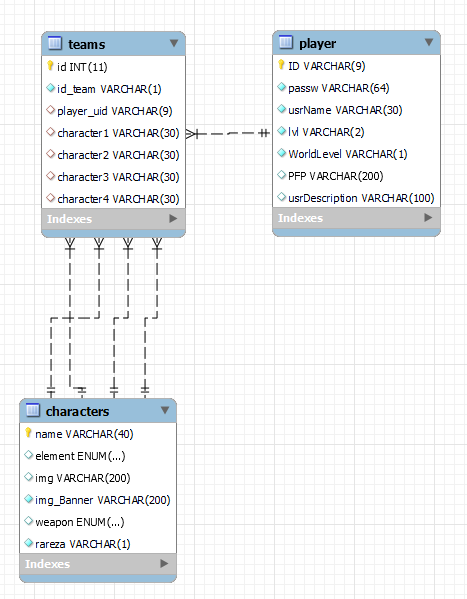 teams
id INT(11)
id_team VARCHAR(1)
player_uid VARCHAR(9)
character1 VARCHAR(30)
character2 VARCHAR(30)
character3 VARCHAR(30)
character4 VARCHAR(30)
Indexes
player
ID VARCHAR(9)
passw VARCHAR(64)
usrName VARCHAR(30)
lvl VARCHAR(2)
WorldLevel VARCHAR(1)
PFP VARCHAR(200)
usrDescription VARCHAR(100)
Indexes
characters
name VARCHAR(40)
element ENUM(...)
img VARCHAR(200)
img_Banner VARCHAR(200)
weapon ENUM(...)
rareza VARCHAR(1)
Indexes